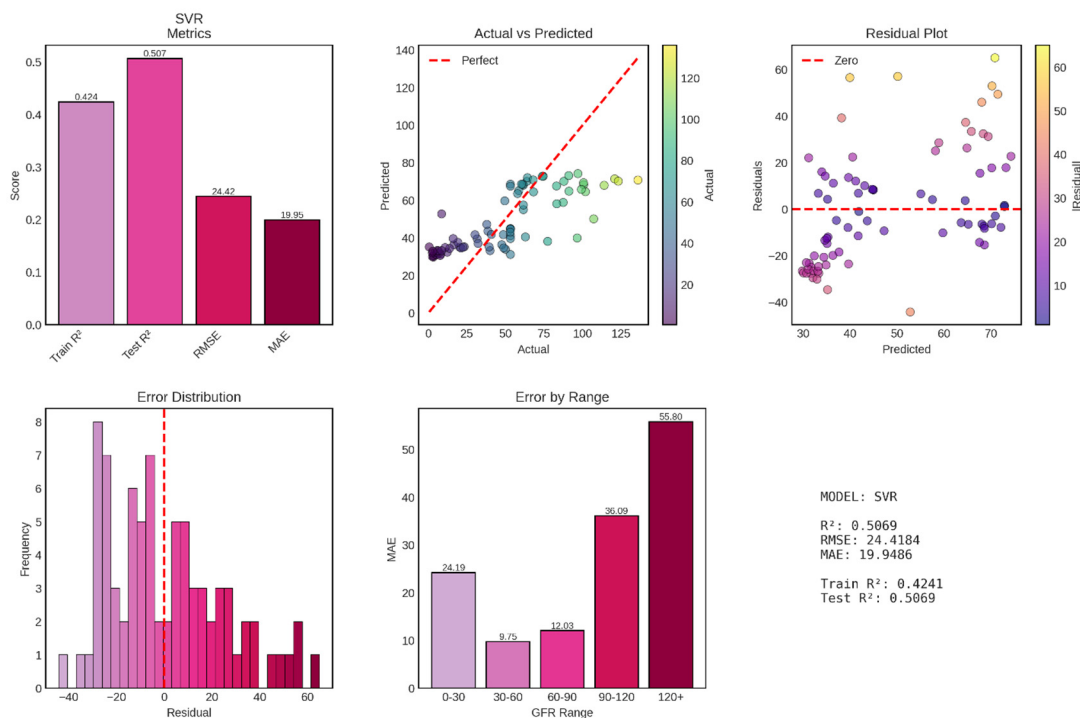 SVR
Metrics
Score
0.5
0.4
0.3
0.2
0.1
0.0
0.424
0.507
24.42
19.95
Train R²
Test R²
RMSE
MAE
Actual vs Predicted
Perfect
Predicted
140
120
100
80
60
40
20
0
0
25
50
75
100
125
Actual
120
100
80
60
40
20
Actual
Residual Plot
Zero
Residuals
60
40
20
0
−20
−40
30
40
50
60
70
Predicted
60
50
40
30
20
10
|Residual|
Error Distribution
Frequency
8
7
6
5
4
3
2
1
0
−40
−20
0
20
40
60
Residual
Error by Range
MAE
50
40
30
20
10
0
24.19
9.75
12.03
36.09
55.80
0-30
30-60
60-90
90-120
120+
GFR Range
MODEL: SVR
R²: 0.5069
RMSE: 24.4184
MAE: 19.9486
Train R²: 0.4241
Test R²: 0.5069